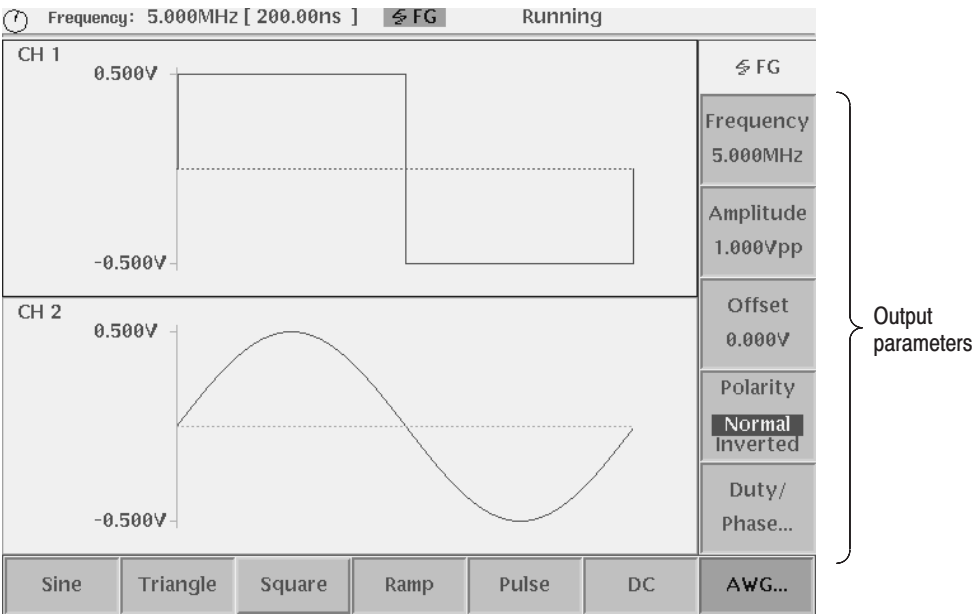 Frequency: 5.000MHz [ 200.00ns ] FG Running
CH 1
0.500V
-0.500V
CH 2
0.500V
-0.500V
FG
Frequency
5.000MHz
Amplitude
1.000Vpp
Offset
0.000V
Polarity
Normal
Inverted
Duty/
Phase...
Output
parameters
Sine Triangle Square Ramp Pulse DC AWG...